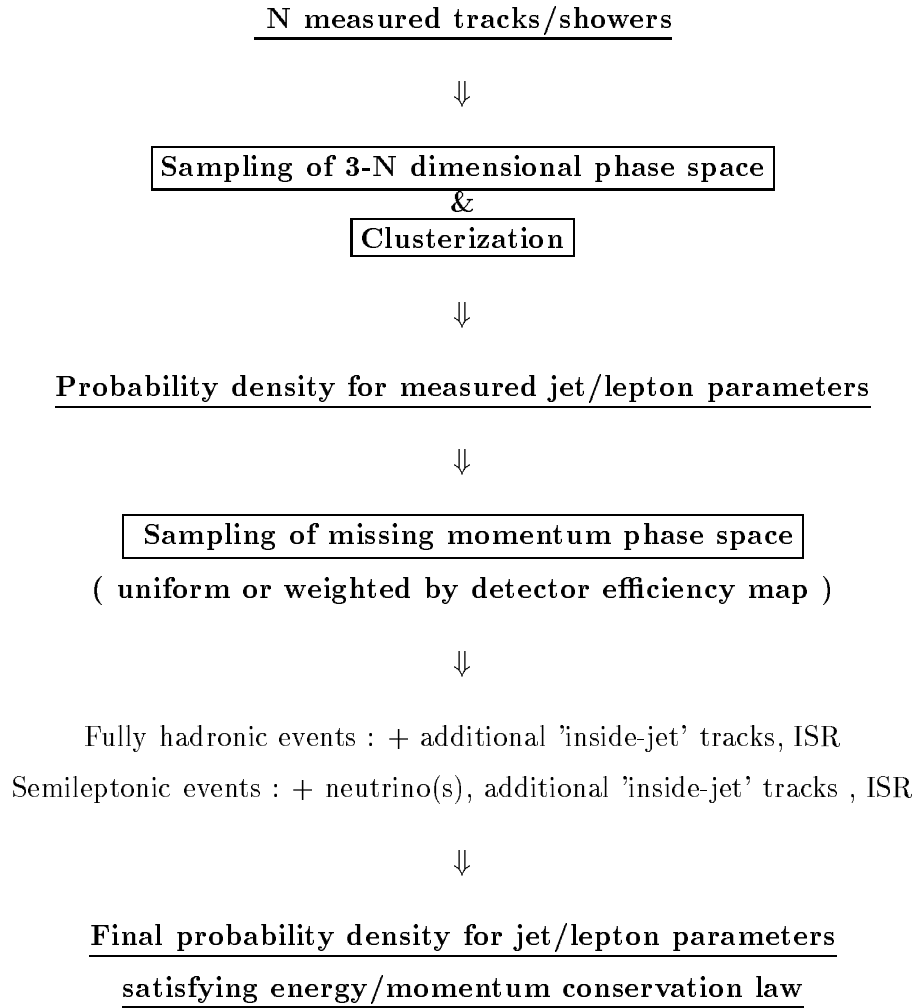 N measured tracks/showers
⇓
Sampling of 3-N dimensional phase space
&
Clusterization
⇓
Probability density for measured jet/lepton parameters
⇓
Sampling of missing momentum phase space
( uniform or weighted by detector efficiency map )
⇓
Fully hadronic events : + additional 'inside-jet' tracks, ISR
Semileptonic events : + neutrino(s), additional 'inside-jet' tracks , ISR
⇓
Final probability density for jet/lepton parameters
satisfying energy/momentum conservation law